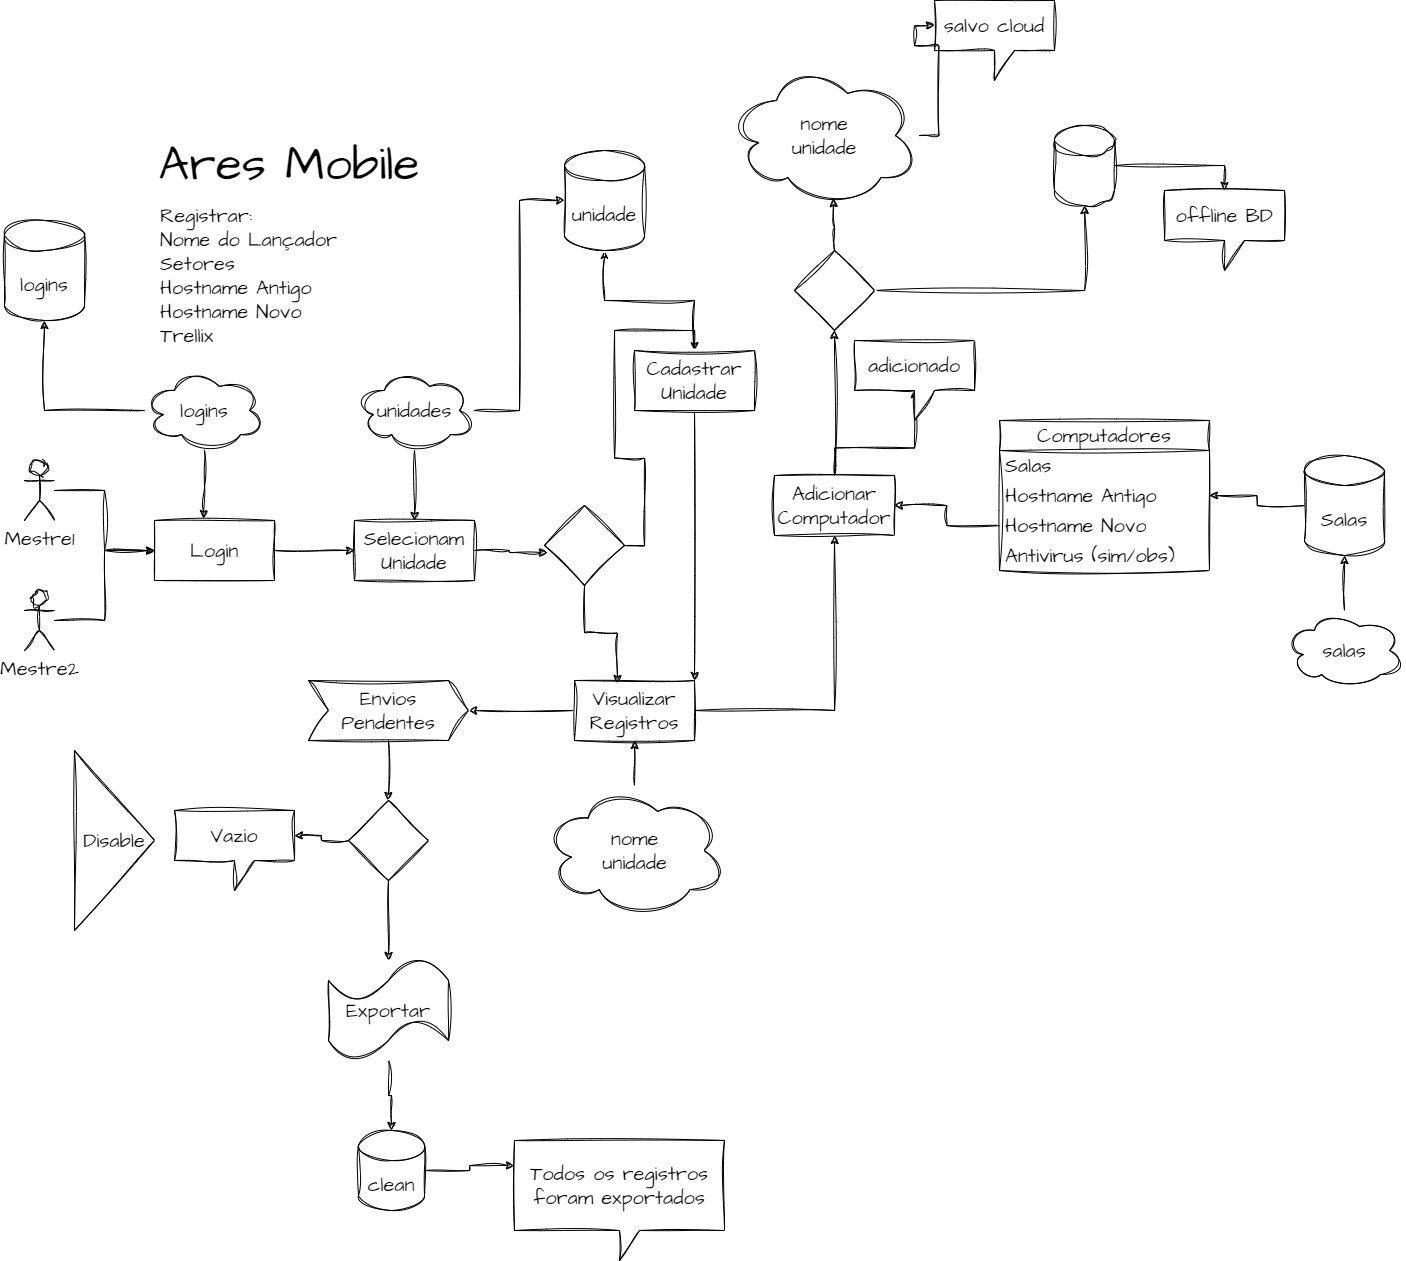 salvo cloud
nome
unidade
Ares Mobile
Registrar:
Nome do Lançador
Setores
Hostname Antigo
Hostname Novo
Trellix
unidade
offline BD
logins
logins
unidades
Cadastrar
Unidade
adicionado
Computadores
Salas
Hostname Antigo
Hostname Novo
Antivirus (sim/obs)
Adicionar
Computador
Salas
salas
Mestre1
Mestre2
Login
Selecionam
Unidade
Envios
Pendentes
Visualizar
Registros
Disable
Vazio
nome
unidade
Exportar
clean
Todos os registros
foram exportados